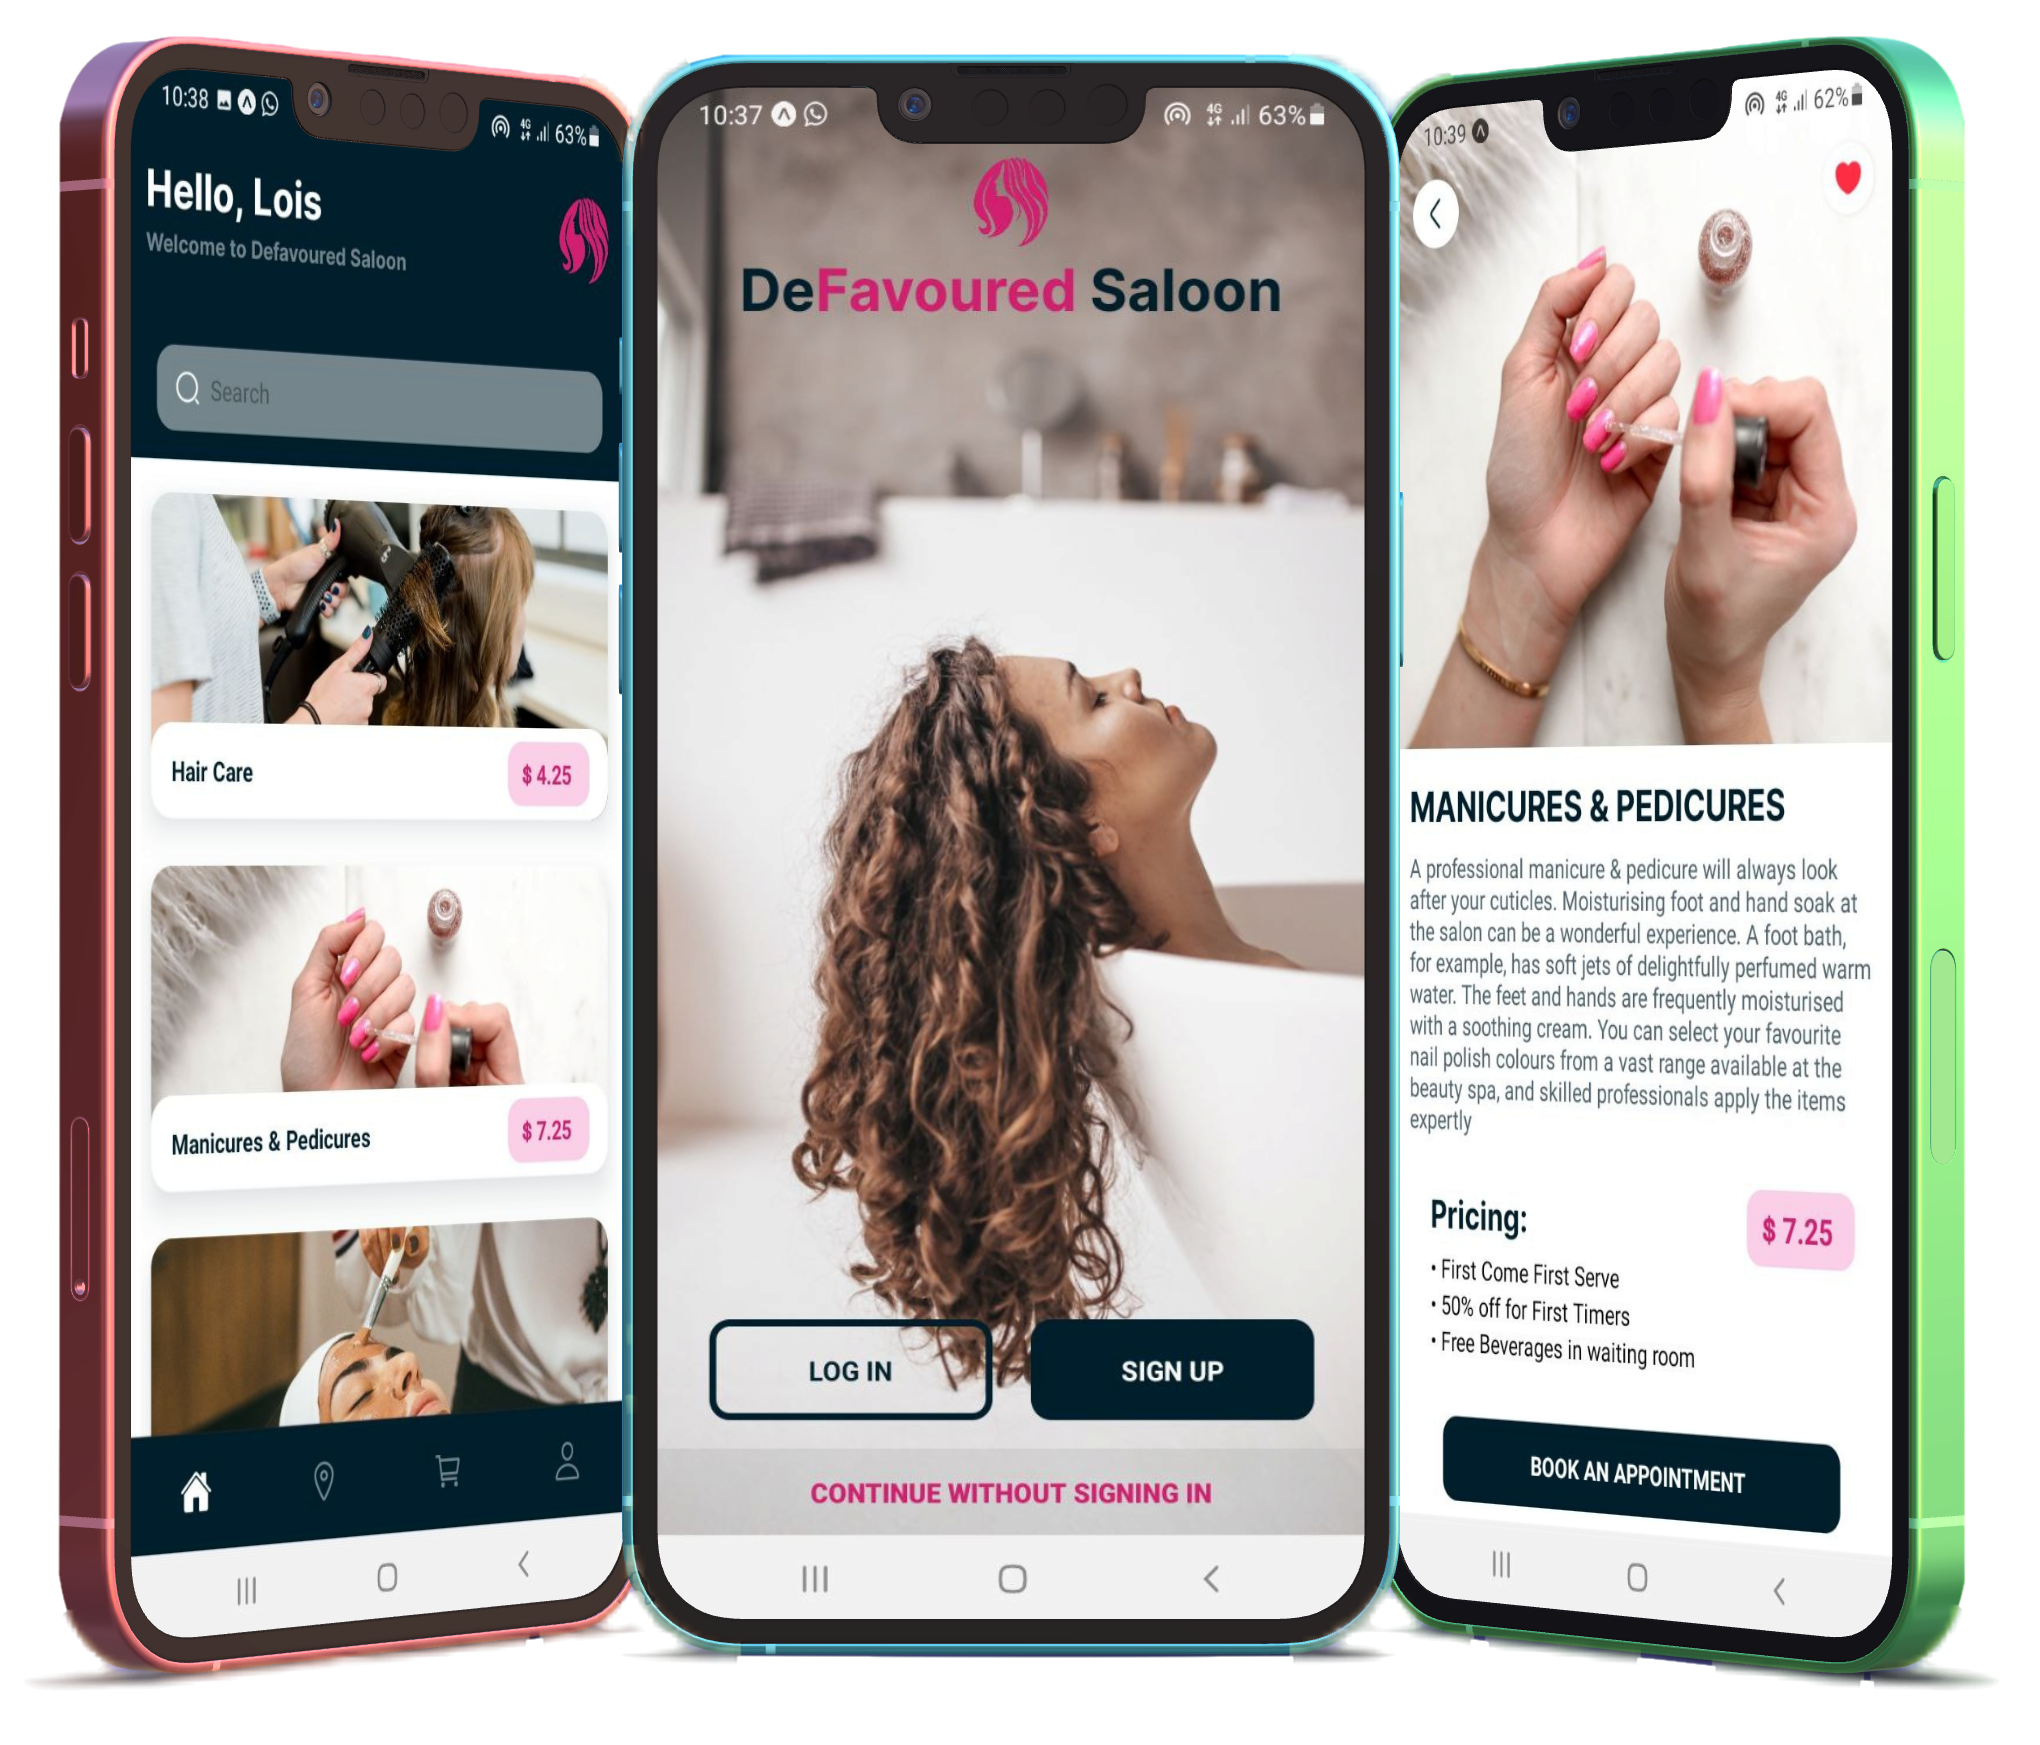 10:38
4G 63%
Hello, Lois
Welcome to Defavoured Saloon
Search
Hair Care
$ 4.25
Manicures & Pedicures
$ 7.25
10:37
4G 63%
DeFavoured Saloon
LOG IN
SIGN UP
CONTINUE WITHOUT SIGNING IN
10:39
4G 62%
MANICURES & PEDICURES
A professional manicure & pedicure will always look
after your cuticles. Moisturising foot and hand soak at
the salon can be a wonderful experience. A foot bath,
for example, has soft jets of delightfully perfumed warm
water. The feet and hands are frequently moisturised
with a soothing cream. You can select your favourite
nail polish colours from a vast range available at the
beauty spa, and skilled professionals apply the items
expertly
Pricing:
$ 7.25
• First Come First Serve
• 50% off for First Timers
• Free Beverages in waiting room
BOOK AN APPOINTMENT